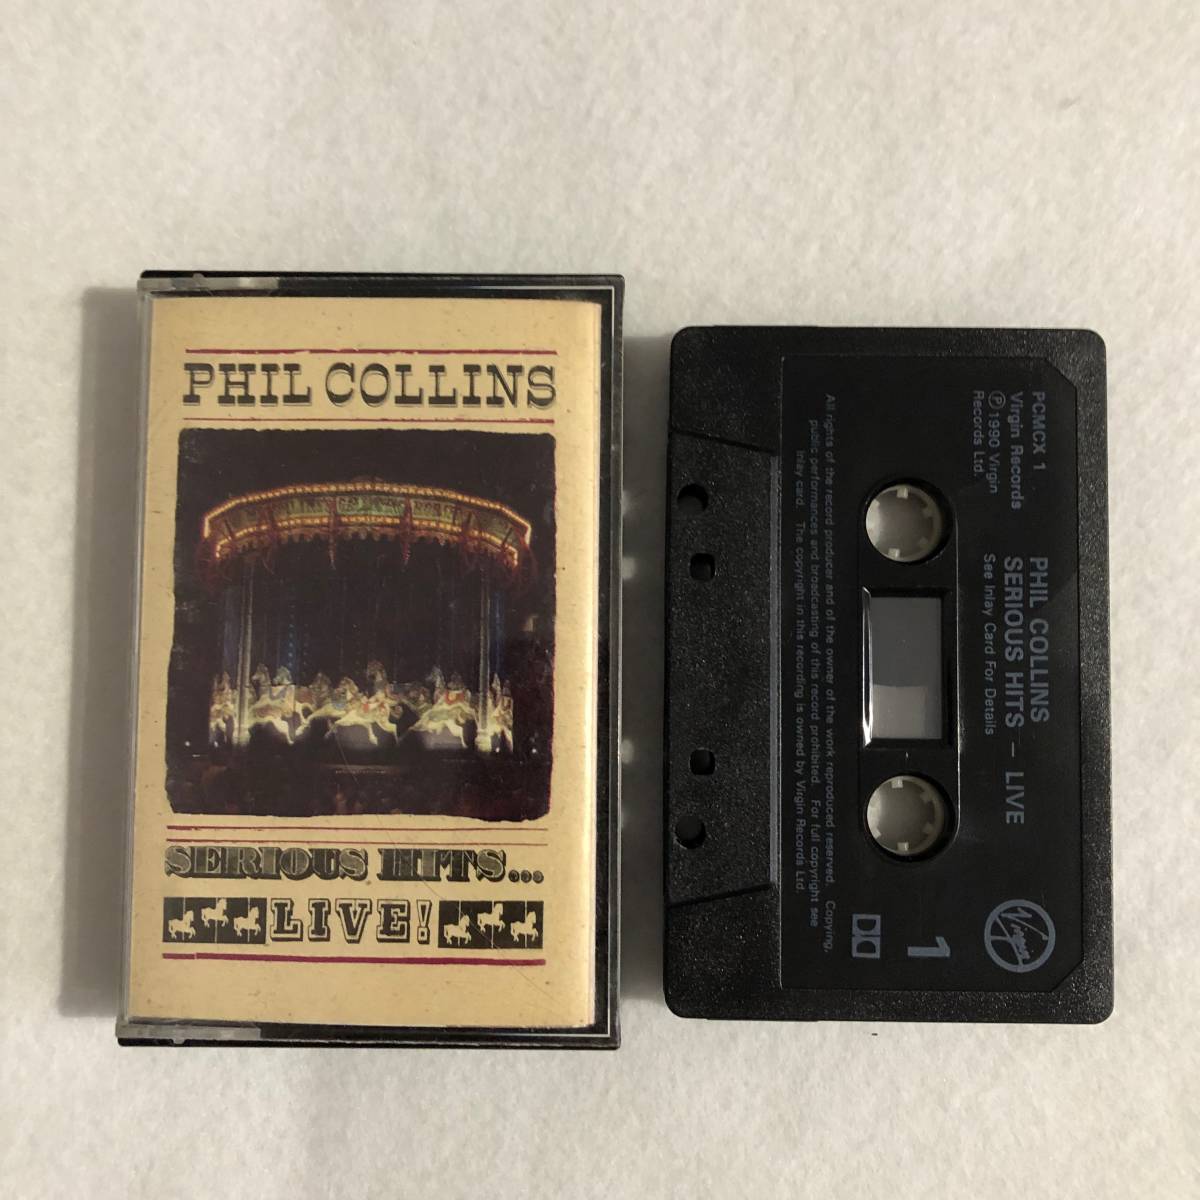 PHIL COLLINS
SERIOUS HITS...
LIVE!
PCMCX 1
Virgin Records
Ⓟ 1990 Virgin
Records Ltd.
PHIL COLLINS
SERIOUS HITS – LIVE
See Inlay Card For Details
Virgin
1
All rights of the record producer and of the owner of the work reproduced reserved. Copying,
public performances and broadcasting of this record prohibited. For full copyright see
inlay card. The copyright in this recording is owned by Virgin Records Ltd.